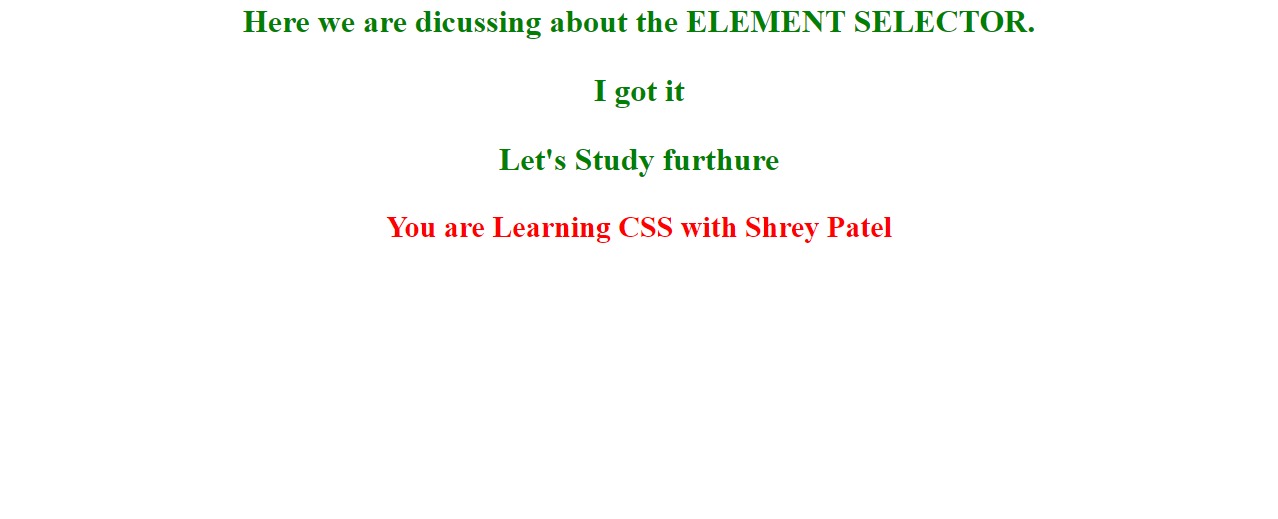 Here we are dicussing about the ELEMENT SELECTOR.
I got it
Let's Study furthure
You are Learning CSS with Shrey Patel